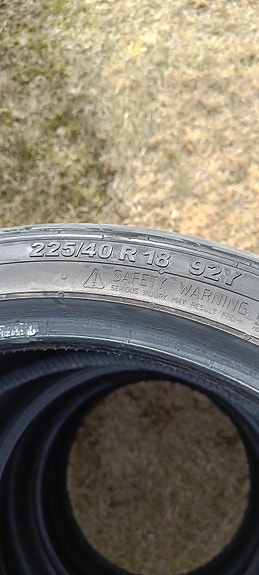 225/40 R 18 92Y
SAFETY WARNING
SERIOUS INJURY MAY RESULT FROM